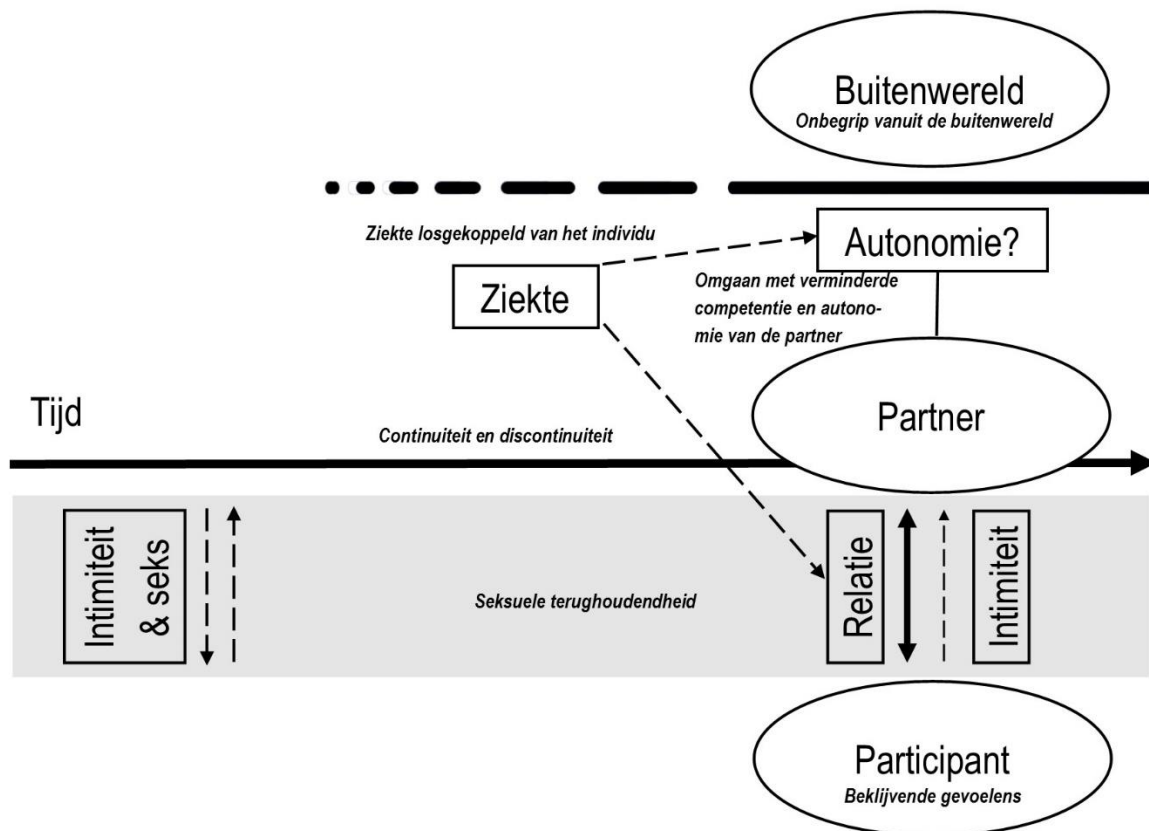 Buitenwereld
Onbegrip vanuit de buitenwereld
Ziekte losgekoppeld van het individu
Autonomie?
Ziekte
Omgaan met verminderde
competentie en autono-
mie van de partner
Tijd
Partner
Continuiteit en discontinuiteit
Intimiteit
& seks
Seksuele terughoudendheid
Relatie
Intimiteit
Participant
Beklijvende gevoelens